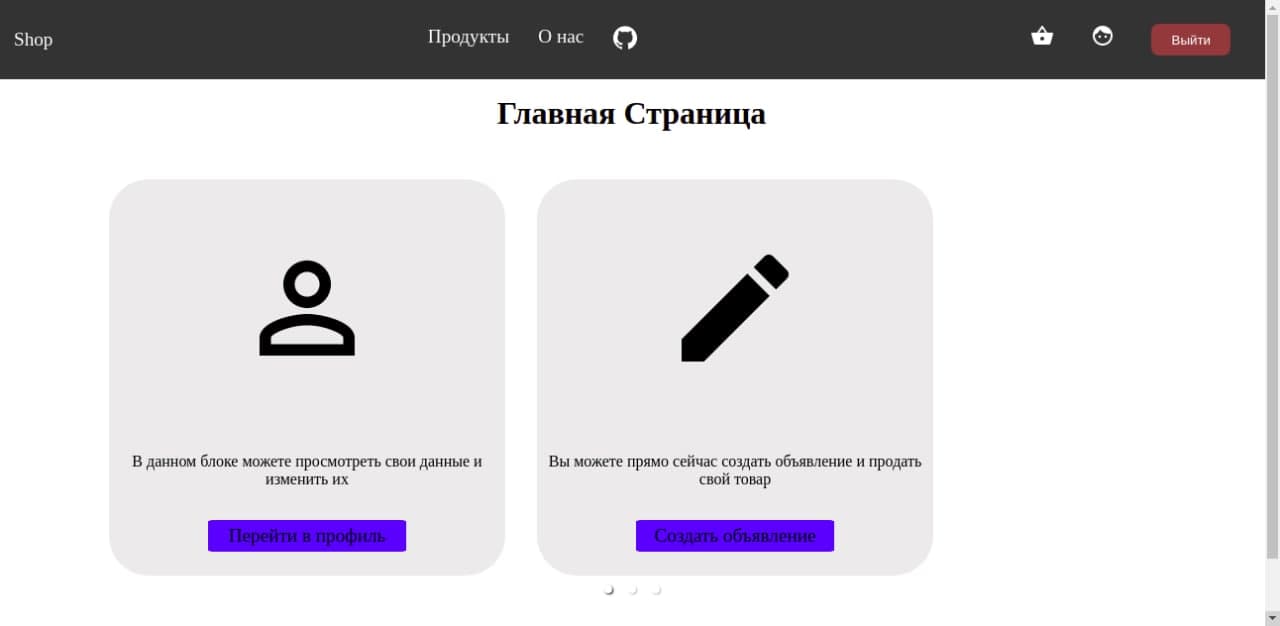 Shop
Продукты
О нас
Выйти
Главная Страница
В данном блоке можете просмотреть свои данные и
изменить их
Перейти в профиль
Вы можете прямо сейчас создать объявление и продать
свой товар
Создать объявление